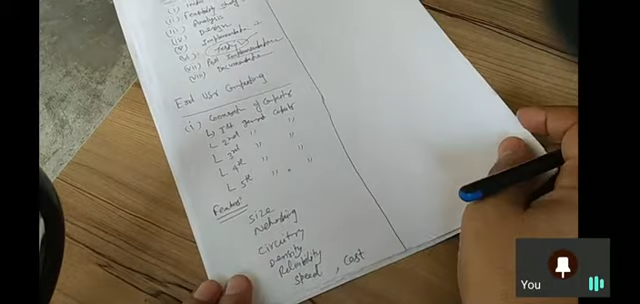 (ii) Feasibility study
(iii) Analysis
(iv) Design
(v) Implementation
(vi) Testing
(vii) Post Implementation
(viii) Documentation
End User Computing
(i) Generation of Computers
↳ 1st Generat Computer
L 2nd " "
L 3rd " "
L 4th " "
L 5th " "
Features
Size
Networking
Circuitry
Density
Reliability
Speed, Cost
You